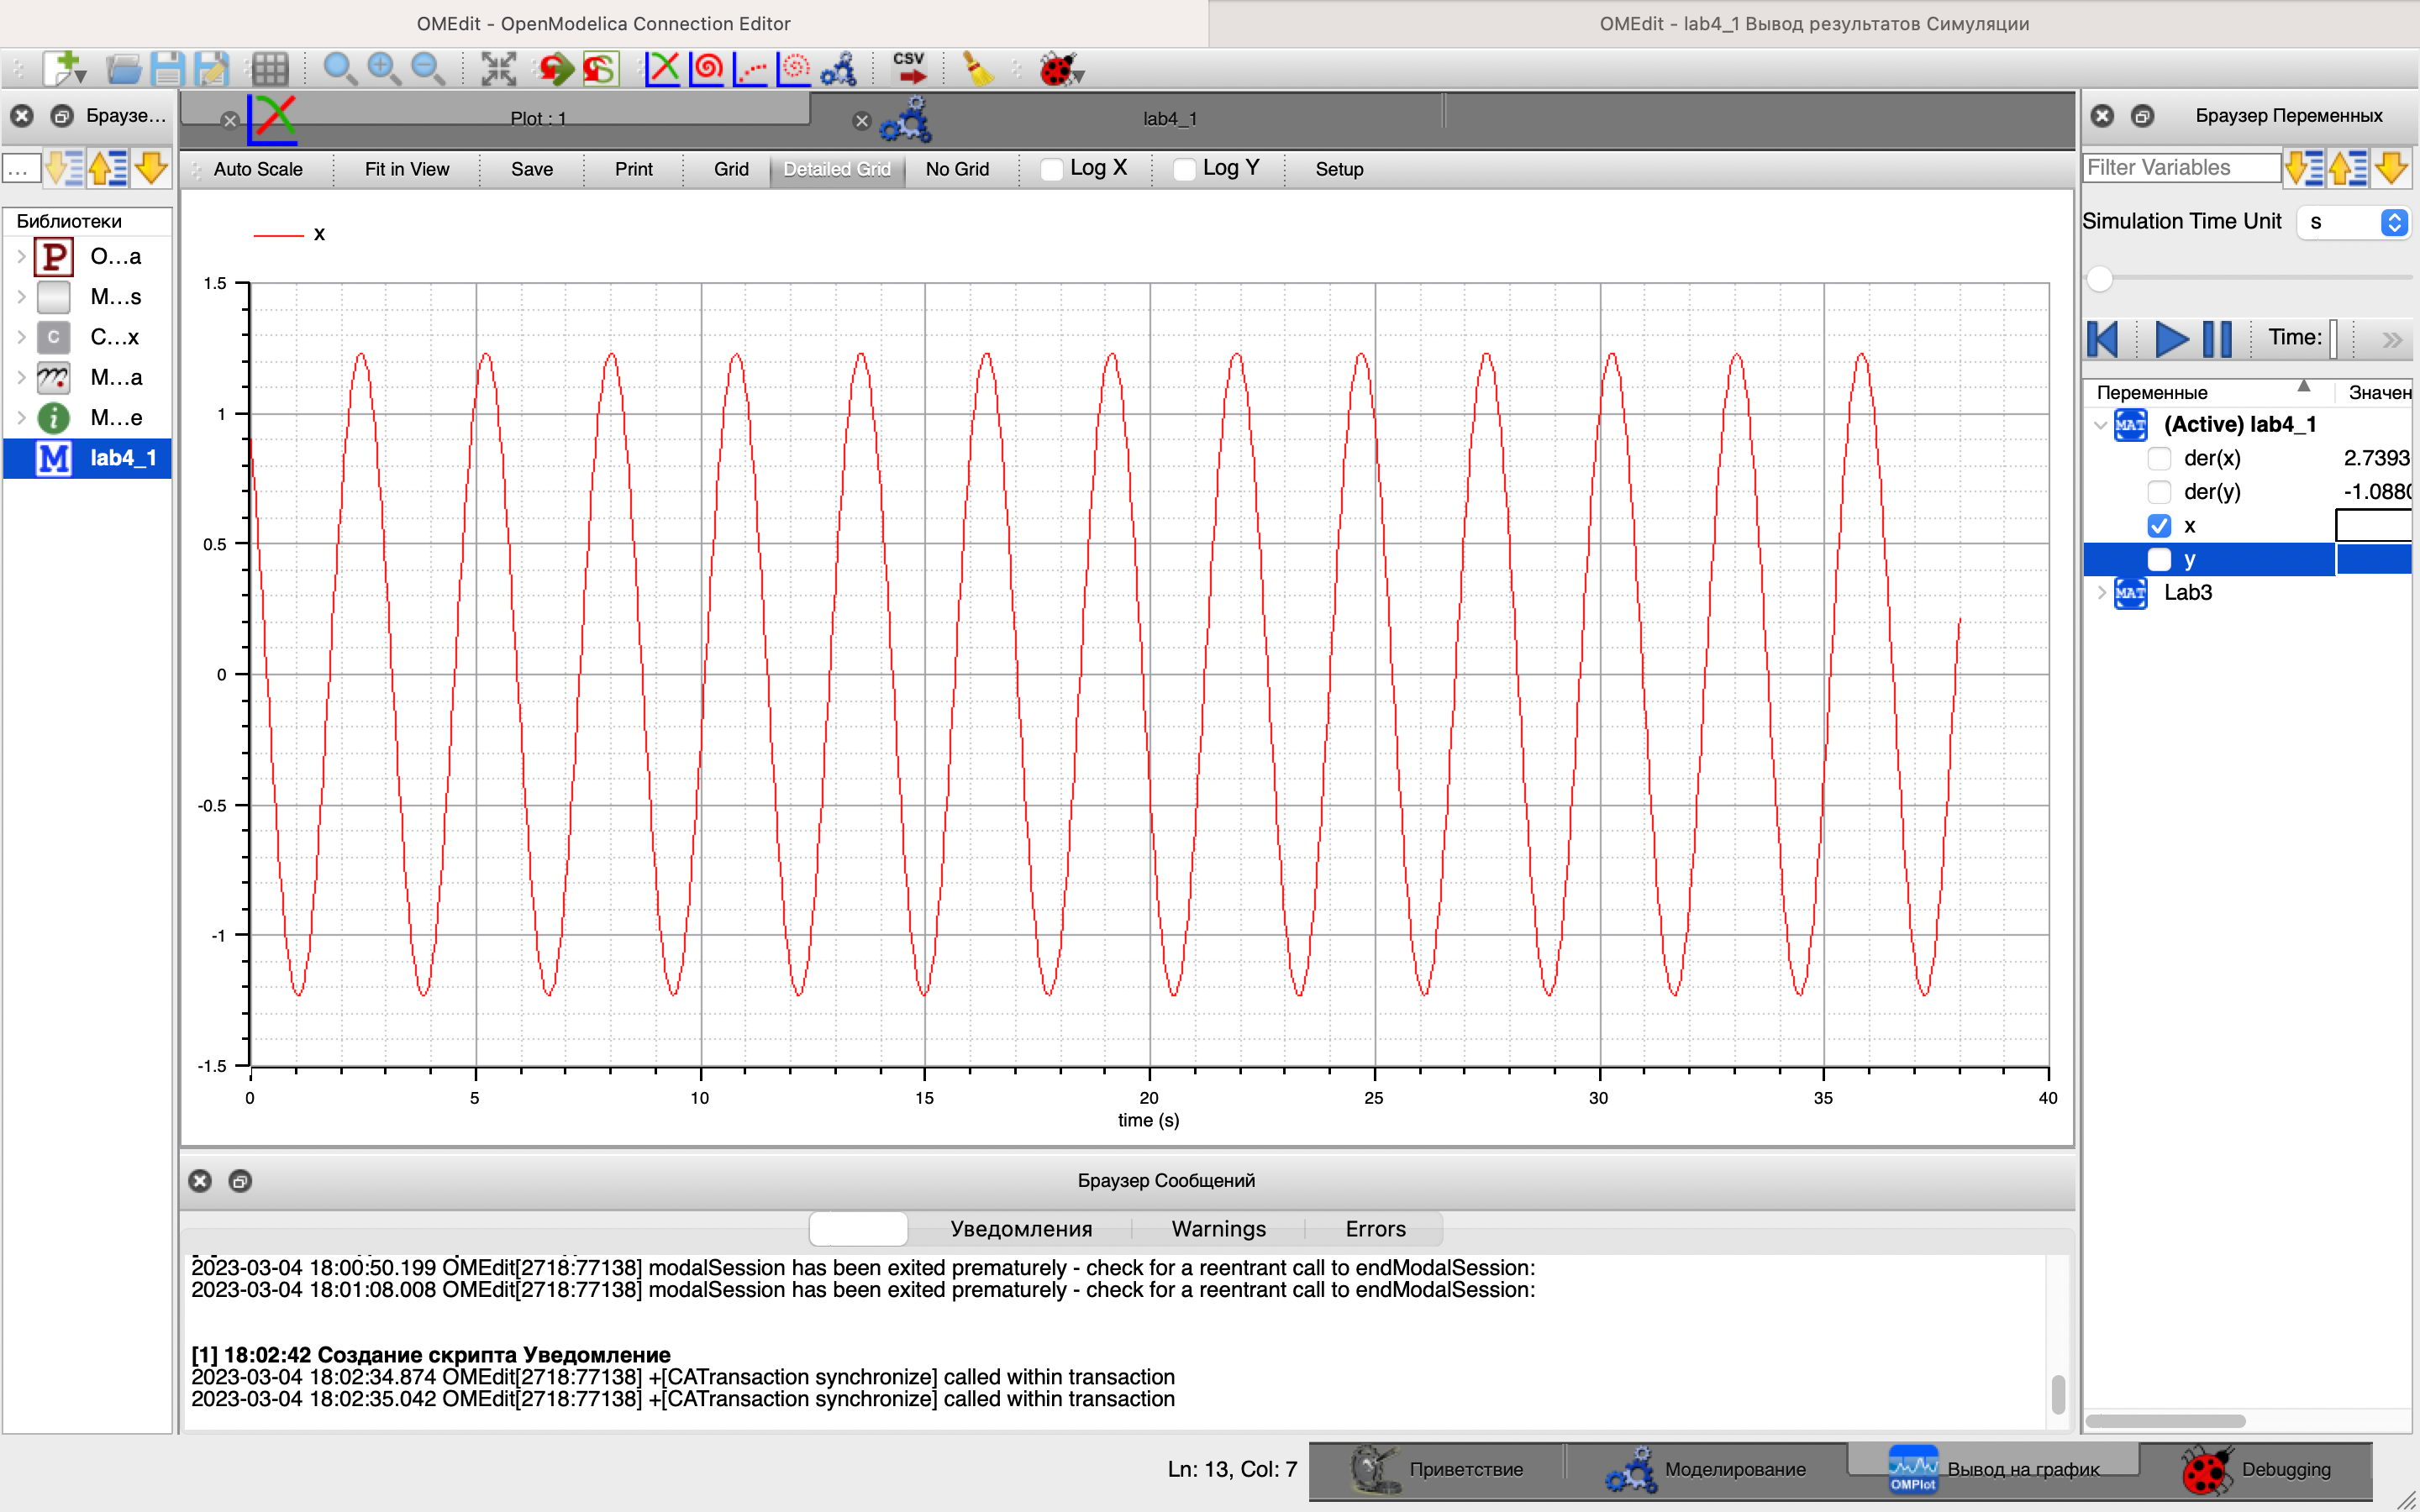 OMEdit - OpenModelica Connection Editor
OMEdit - lab4_1 Вывод результатов Симуляции
CSV
Браузе...
Plot : 1
lab4_1
Браузер Переменных
...
Auto Scale
Fit in View
Save
Print
Grid
Detailed Grid
No Grid
Log X
Log Y
Setup
Filter Variables
Библиотеки
P O...a
M...s
C C...x
M...a
i M...e
M lab4_1
Simulation Time Unit s
Time:
Переменные
Значен
MAT (Active) lab4_1
der(x) 2.7393
der(y) -1.0880
x
y
MAT Lab3
x
1.5
1
0.5
0
-0.5
-1
-1.5
0
5
10
15
20
25
30
35
40
time (s)
Браузер Сообщений
Уведомления
Warnings
Errors
2023-03-04 18:00:50.199 OMEdit[2718:77138] modalSession has been exited prematurely - check for a reentrant call to endModalSession:
2023-03-04 18:01:08.008 OMEdit[2718:77138] modalSession has been exited prematurely - check for a reentrant call to endModalSession:
[1] 18:02:42 Создание скрипта Уведомление
2023-03-04 18:02:34.874 OMEdit[2718:77138] +[CATransaction synchronize] called within transaction
2023-03-04 18:02:35.042 OMEdit[2718:77138] +[CATransaction synchronize] called within transaction
Ln: 13, Col: 7
Приветствие
Моделирование
OMPlot
Вывод на график
Debugging